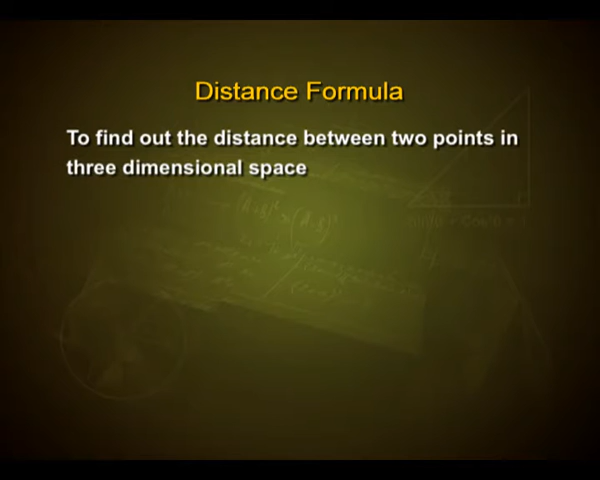 Distance Formula
To find out the distance between two points in
three dimensional space